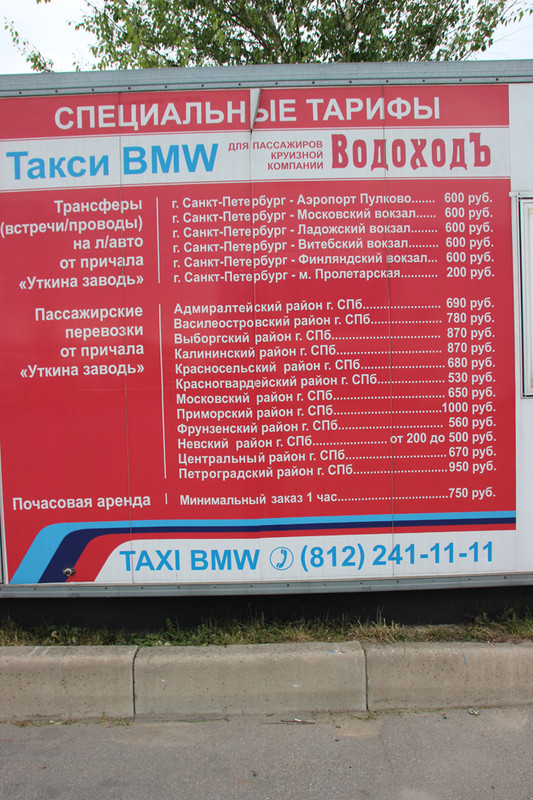 СПЕЦИАЛЬНЫЕ ТАРИФЫ
Такси BMW
ДЛЯ ПАССАЖИРОВ
КРУИЗНОЙ
КОМПАНИИ
ВОДОХОДЪ
Трансферы
(встречи/проводы)
на л/авто
от причала
«Уткина заводь»
г. Санкт-Петербург - Аэропорт Пулково....... 600 руб.
г. Санкт-Петербург - Московский вокзал...... 600 руб.
г. Санкт-Петербург - Ладожский вокзал........ 600 руб.
г. Санкт-Петербург - Витебский вокзал......... 600 руб.
г. Санкт-Петербург - Финляндский вокзал... 600 руб.
г. Санкт-Петербург - м. Пролетарская........... 200 руб.
Пассажирские
перевозки
от причала
«Уткина заводь»
Адмиралтейский район г. СПб....................... 690 руб.
Василеостровский район г. СПб.................... 780 руб.
Выборгский район г. СПб................................ 870 руб.
Калининский район г. СПб.............................. 870 руб.
Красносельский район г. СПб........................ 680 руб.
Красногвардейский район г. СПб................... 530 руб.
Московский район г. СПб............................... 650 руб.
Приморский район г. СПб..............................1000 руб.
Фрунзенский район г. СПб.............................. 560 руб.
Невский район г. СПб...................... от 200 до 500 руб.
Центральный район г. СПб............................. 670 руб.
Петроградский район г. СПб.......................... 950 руб.
Почасовая аренда
Минимальный заказ 1 час................................750 руб.
TAXI BMW (812) 241-11-11